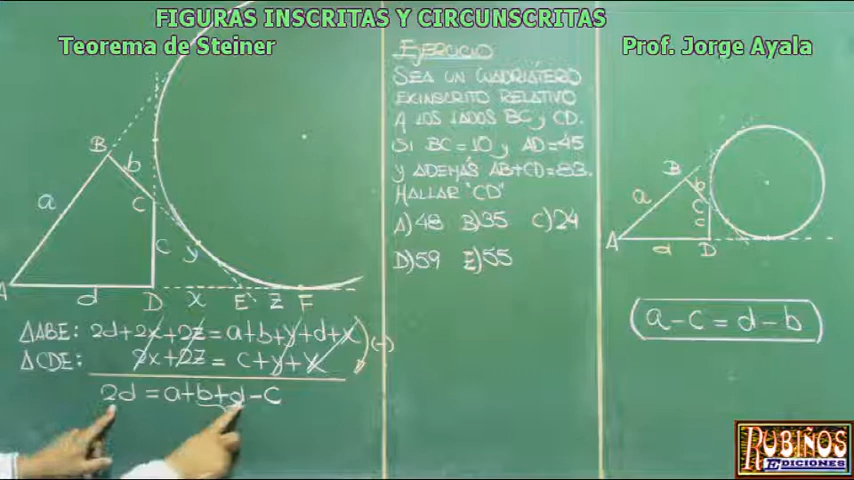 FIGURAS INSCRITAS Y CIRCUNSCRITAS
Teorema de Steiner
Prof. Jorge Ayala
B
b
a
C
C
y
A
d
D
X
E
Z
F
ΔABE: 2d+2x+2z=a+b+y+d+x
(-)
ΔCDE: 2x+2z= c+y+x
2d =a+b+d-c
EJERCICIO
SEA UN CUADRILÁTERO
EXINSCRITO RELATIVO
A LOS LADOS BC y CD.
SI BC=10 y AD=45
y ADEMÁS AB+CD=83.
HALLAR "CD"
A)48 B)35 C)24
D)59 E)55
B
a
b
C
c
A
d
D
a-c=d-b
RUBIÑOS
EDICIONES